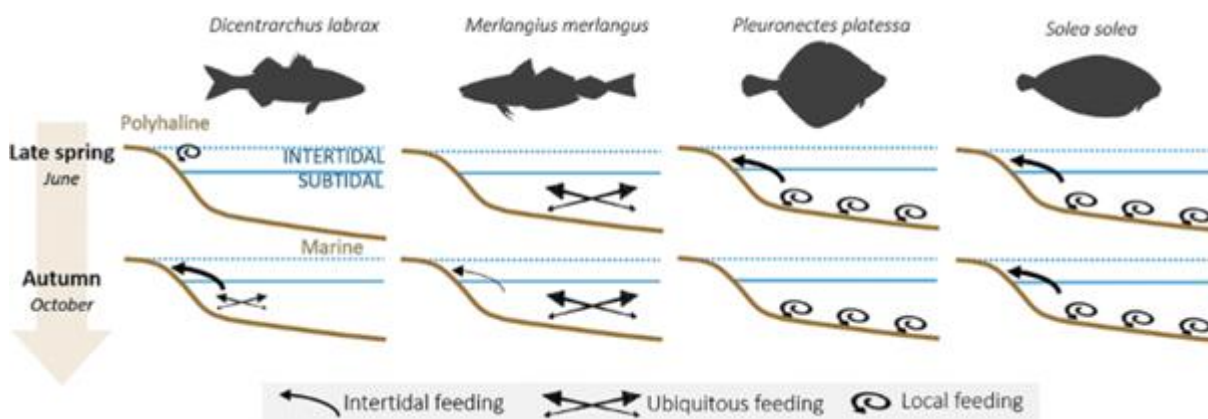 Dicentrarchus labrax
Merlangius merlangus
Pleuronectes platessa
Solea solea
Polyhaline
Late spring
June
INTERTIDAL
SUBTIDAL
Marine
Autumn
October
Intertidal feeding
Ubiquitous feeding
Local feeding